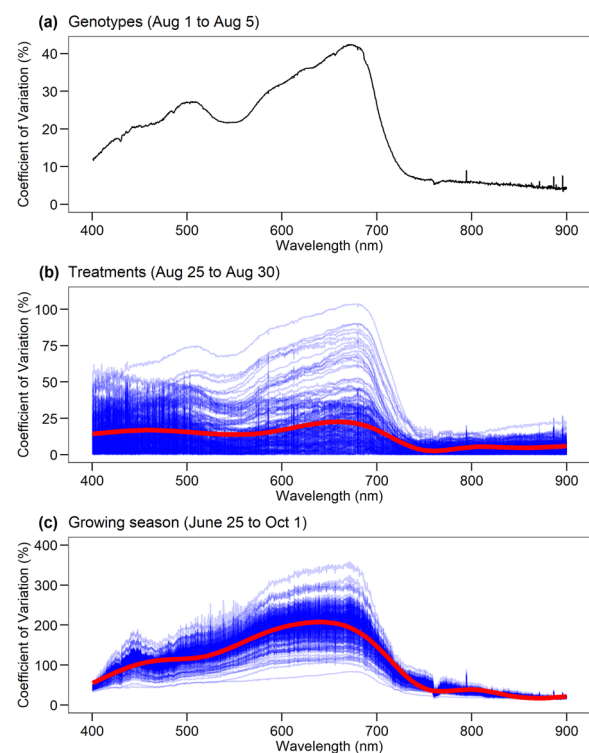 (a) Genotypes (Aug 1 to Aug 5)
Coefficient of Variation (%)
40
30
20
10
0
400 500 600 700 800 900
Wavelength (nm)
(b) Treatments (Aug 25 to Aug 30)
Coefficient of Variation (%)
100
75
50
25
0
400 500 600 700 800 900
Wavelength (nm)
(c) Growing season (June 25 to Oct 1)
Coefficient of Variation (%)
400
300
200
100
0
400 500 600 700 800 900
Wavelength (nm)